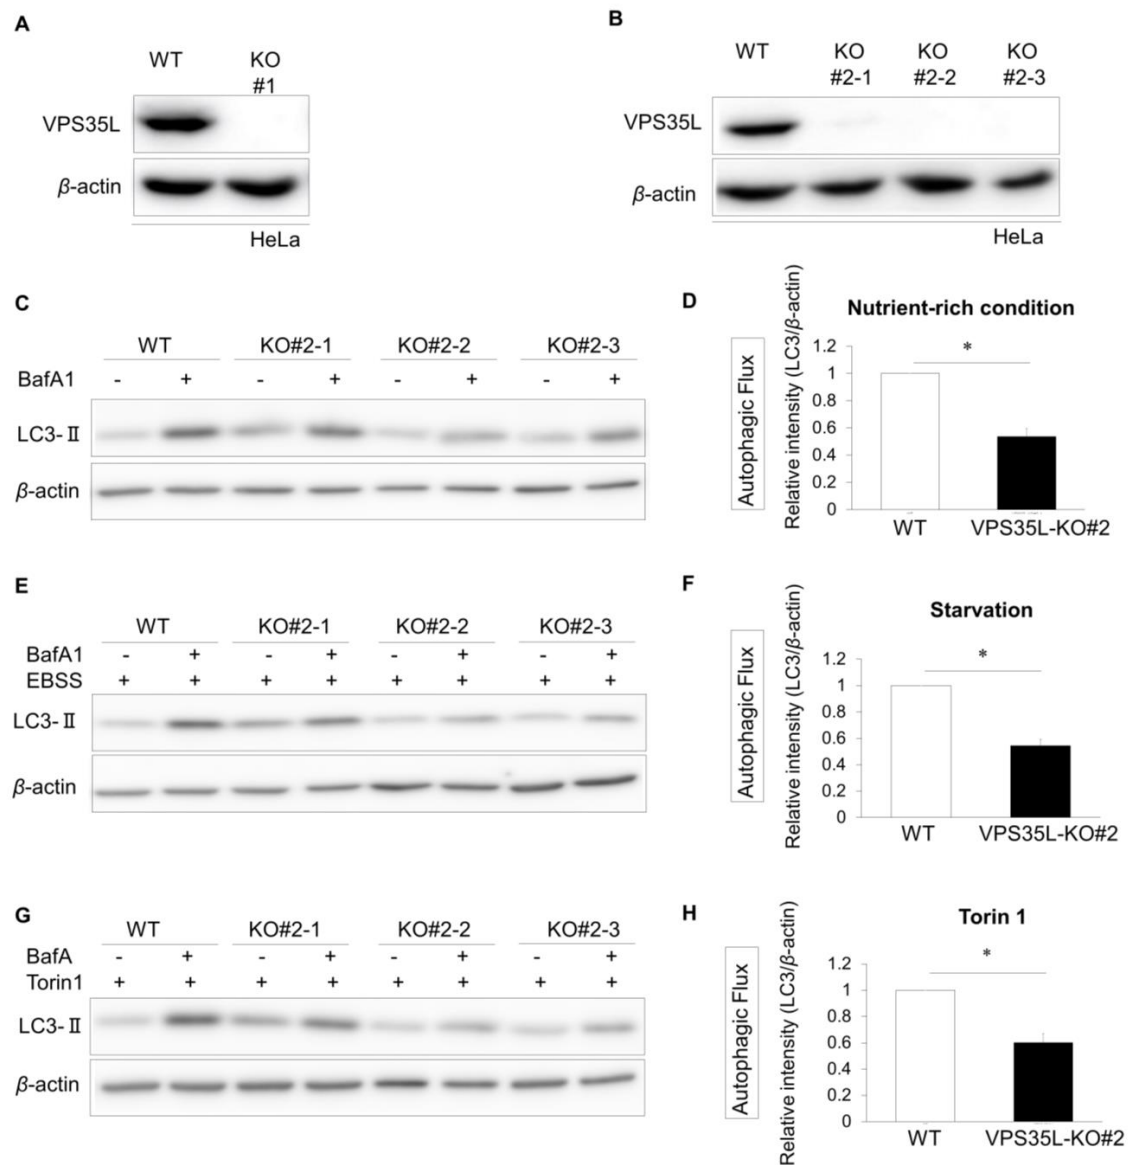 A
WT KO
#1
VPS35L
β-actin
HeLa
B
WT KO KO KO
#2-1 #2-2 #2-3
VPS35L
β-actin
HeLa
C
WT KO#2-1 KO#2-2 KO#2-3
BafA1 - + - + - + - +
LC3-Ⅱ
β-actin
D
Nutrient-rich condition
Autophagic Flux
Relative intensity (LC3/β-actin)
1.2
1
0.8
0.6
0.4
0.2
0
*
WT VPS35L-KO#2
E
WT KO#2-1 KO#2-2 KO#2-3
BafA1 - + - + - + - +
EBSS + + + + + + + +
LC3-Ⅱ
β-actin
F
Starvation
Autophagic Flux
Relative intensity (LC3/β-actin)
1.2
1
0.8
0.6
0.4
0.2
0
*
WT VPS35L-KO#2
G
WT KO#2-1 KO#2-2 KO#2-3
BafA - + - + - + - +
Torin1 + + + + + + + +
LC3-Ⅱ
β-actin
H
Torin 1
Autophagic Flux
Relative intensity (LC3/β-actin)
1.2
1
0.8
0.6
0.4
0.2
0
*
WT VPS35L-KO#2